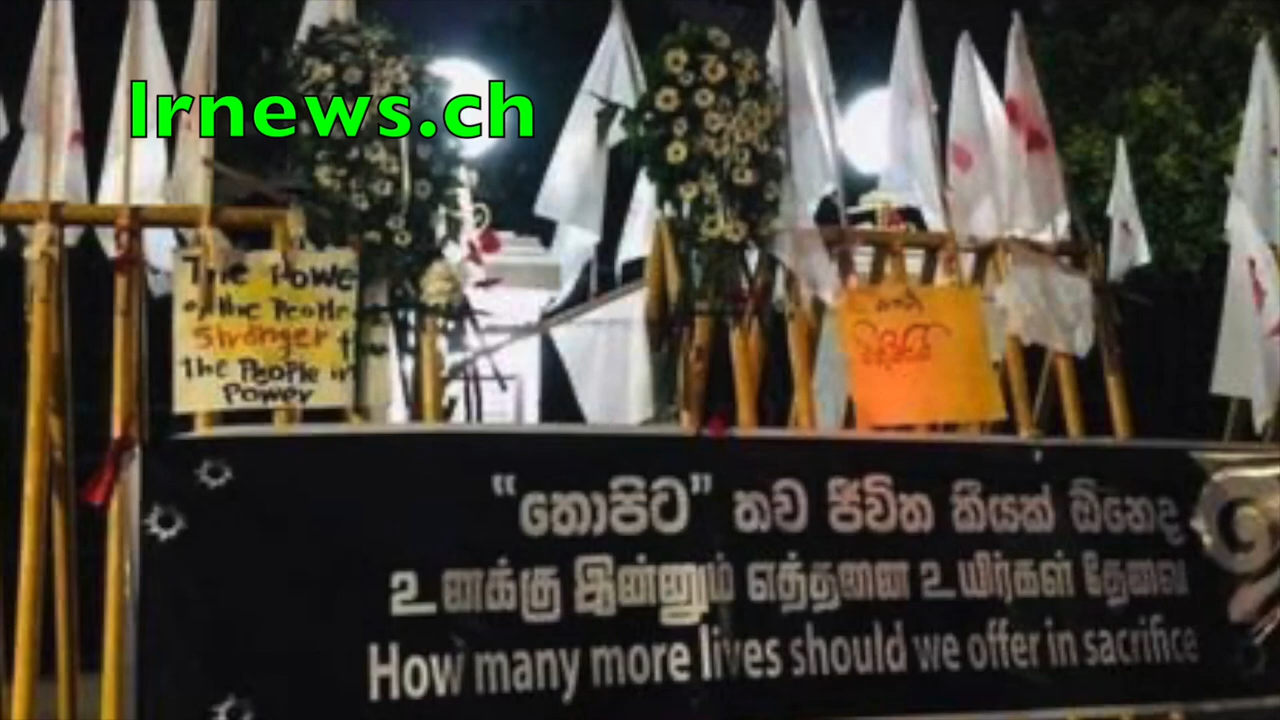 lrnews.ch
The Powe
of the People
Stronger
the People in
Power
"තොපිට" තව ජීවිත කීයක් ඕනෙද
உனக்கு இன்னும் எத்தனை உயிர்கள் தேவை
How many more lives should we offer in sacrifice